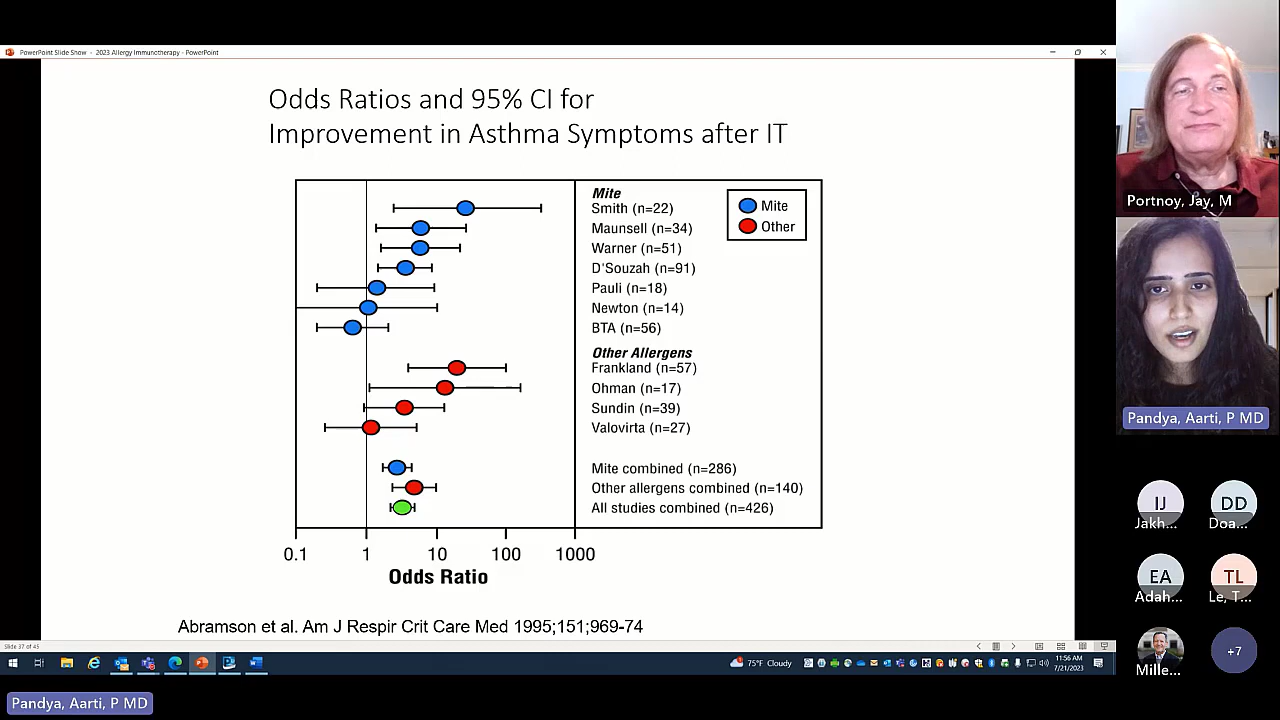 PowerPoint Slide Show - 2023 Allergy Immunotherapy - PowerPoint
Odds Ratios and 95% CI for
Improvement in Asthma Symptoms after IT
Mite
Smith (n=22)
Maunsell (n=34)
Warner (n=51)
D'Souzah (n=91)
Pauli (n=18)
Newton (n=14)
BTA (n=56)
Other Allergens
Frankland (n=57)
Ohman (n=17)
Sundin (n=39)
Valovirta (n=27)
Mite combined (n=286)
Other allergens combined (n=140)
All studies combined (n=426)
Mite
Other
0.1 1 10 100 1000
Odds Ratio
Abramson et al. Am J Respir Crit Care Med 1995;151;969-74
Slide 37 of 45
75°F Cloudy
11:56 AM
7/21/2023
Portnoy, Jay, M
Pandya, Aarti, P MD
IJ
Jakh...
DD
Doa...
EA
Adah...
TL
Le, T...
Mille...
+7
Pandya, Aarti, P MD